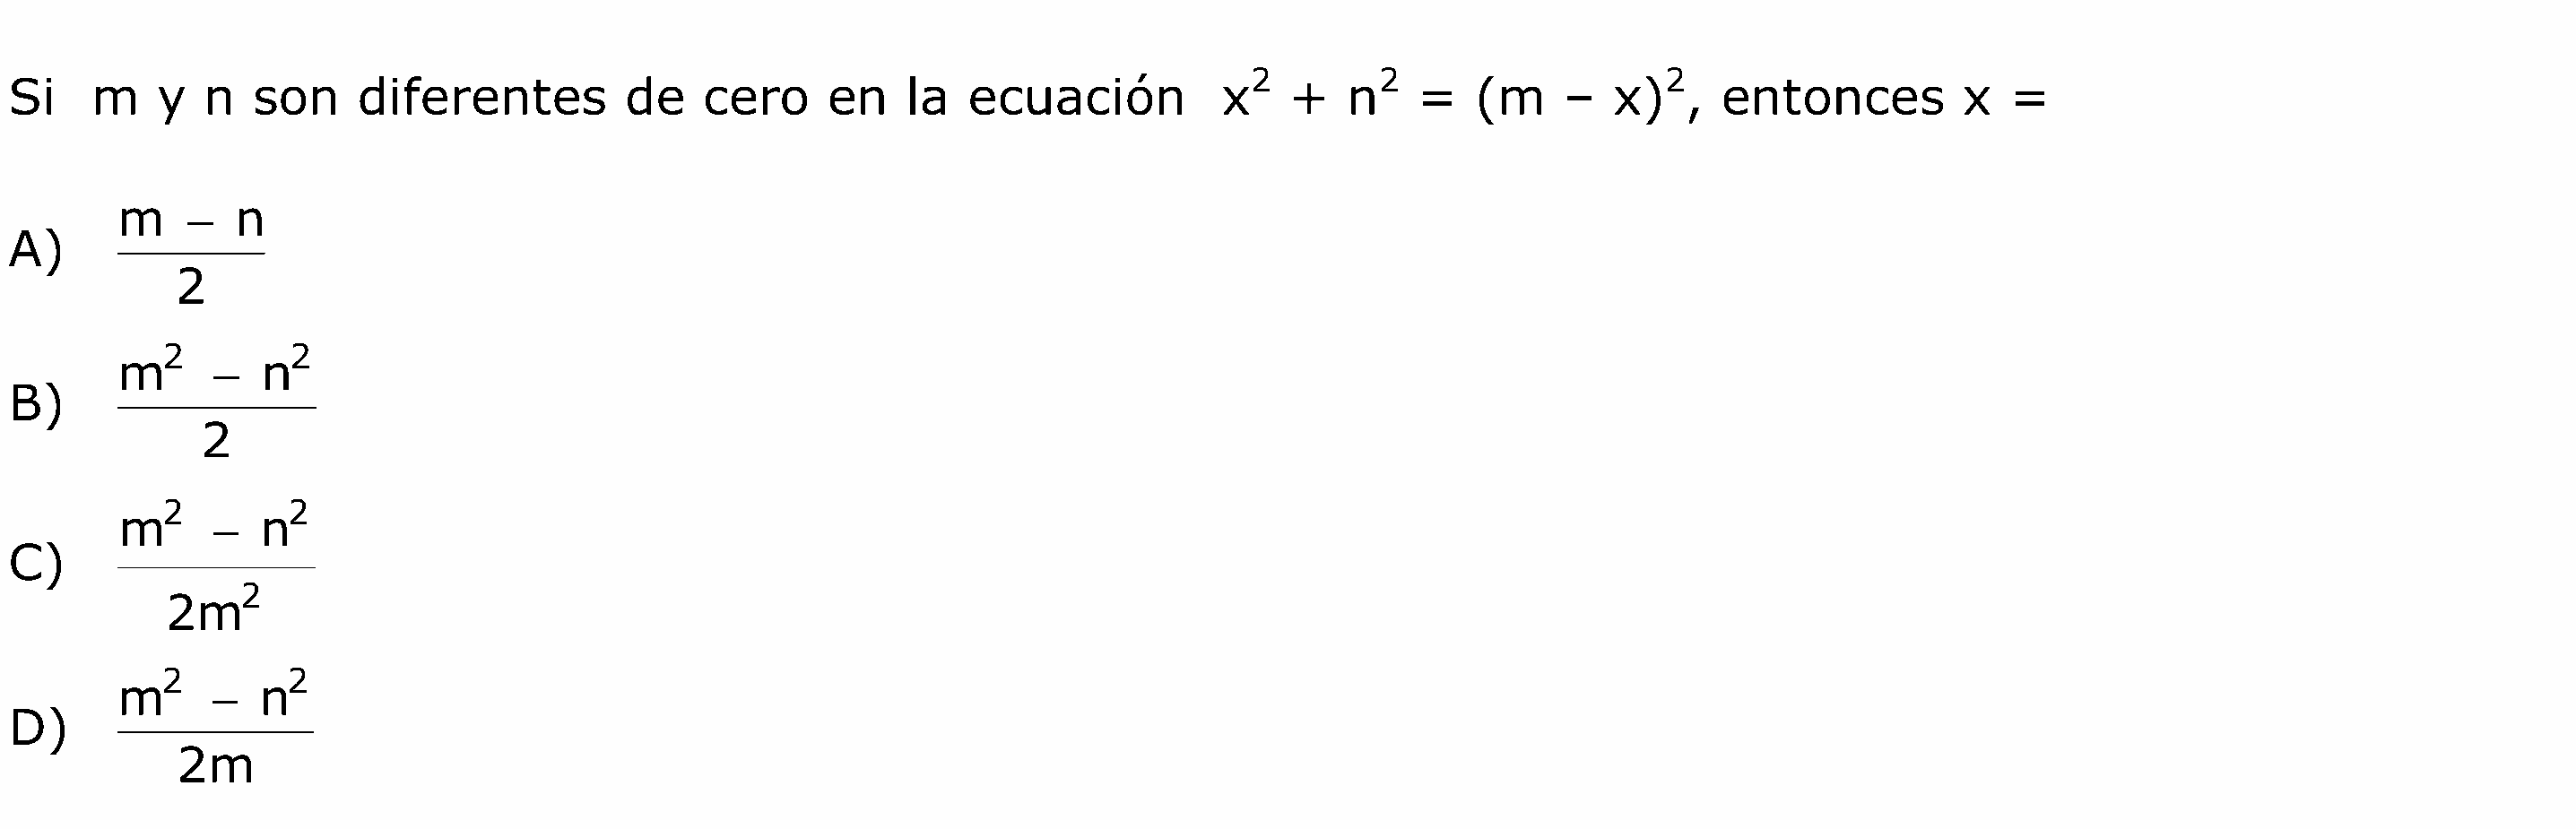 Si m y n son diferentes de cero en la ecuación x² + n² = (m – x)², entonces x =
A) m – n
2
B) m² – n²
2
C) m² – n²
2m²
D) m² – n²
2m